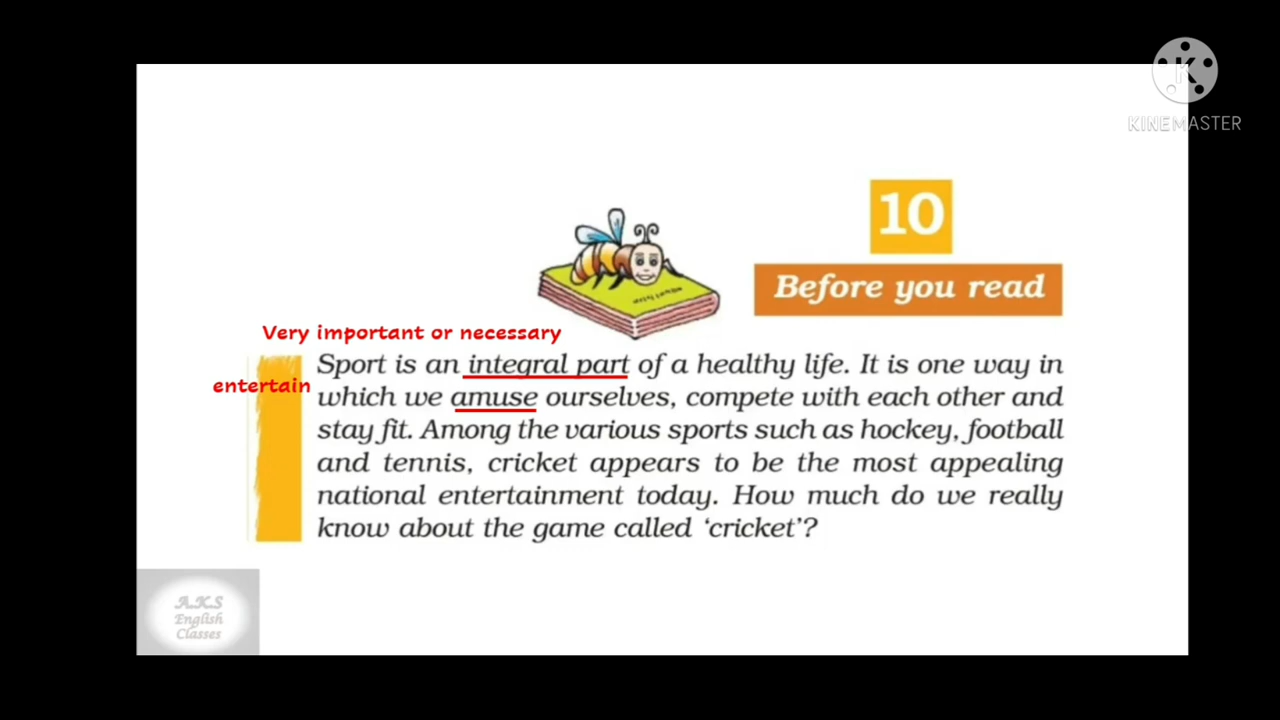 KINEMASTER
10
Before you read
Very important or necessary
Sport is an integral part of a healthy life. It is one way in
entertain
which we amuse ourselves, compete with each other and
stay fit. Among the various sports such as hockey, football
and tennis, cricket appears to be the most appealing
national entertainment today. How much do we really
know about the game called ‘cricket’?
A.K.S
English
Classes